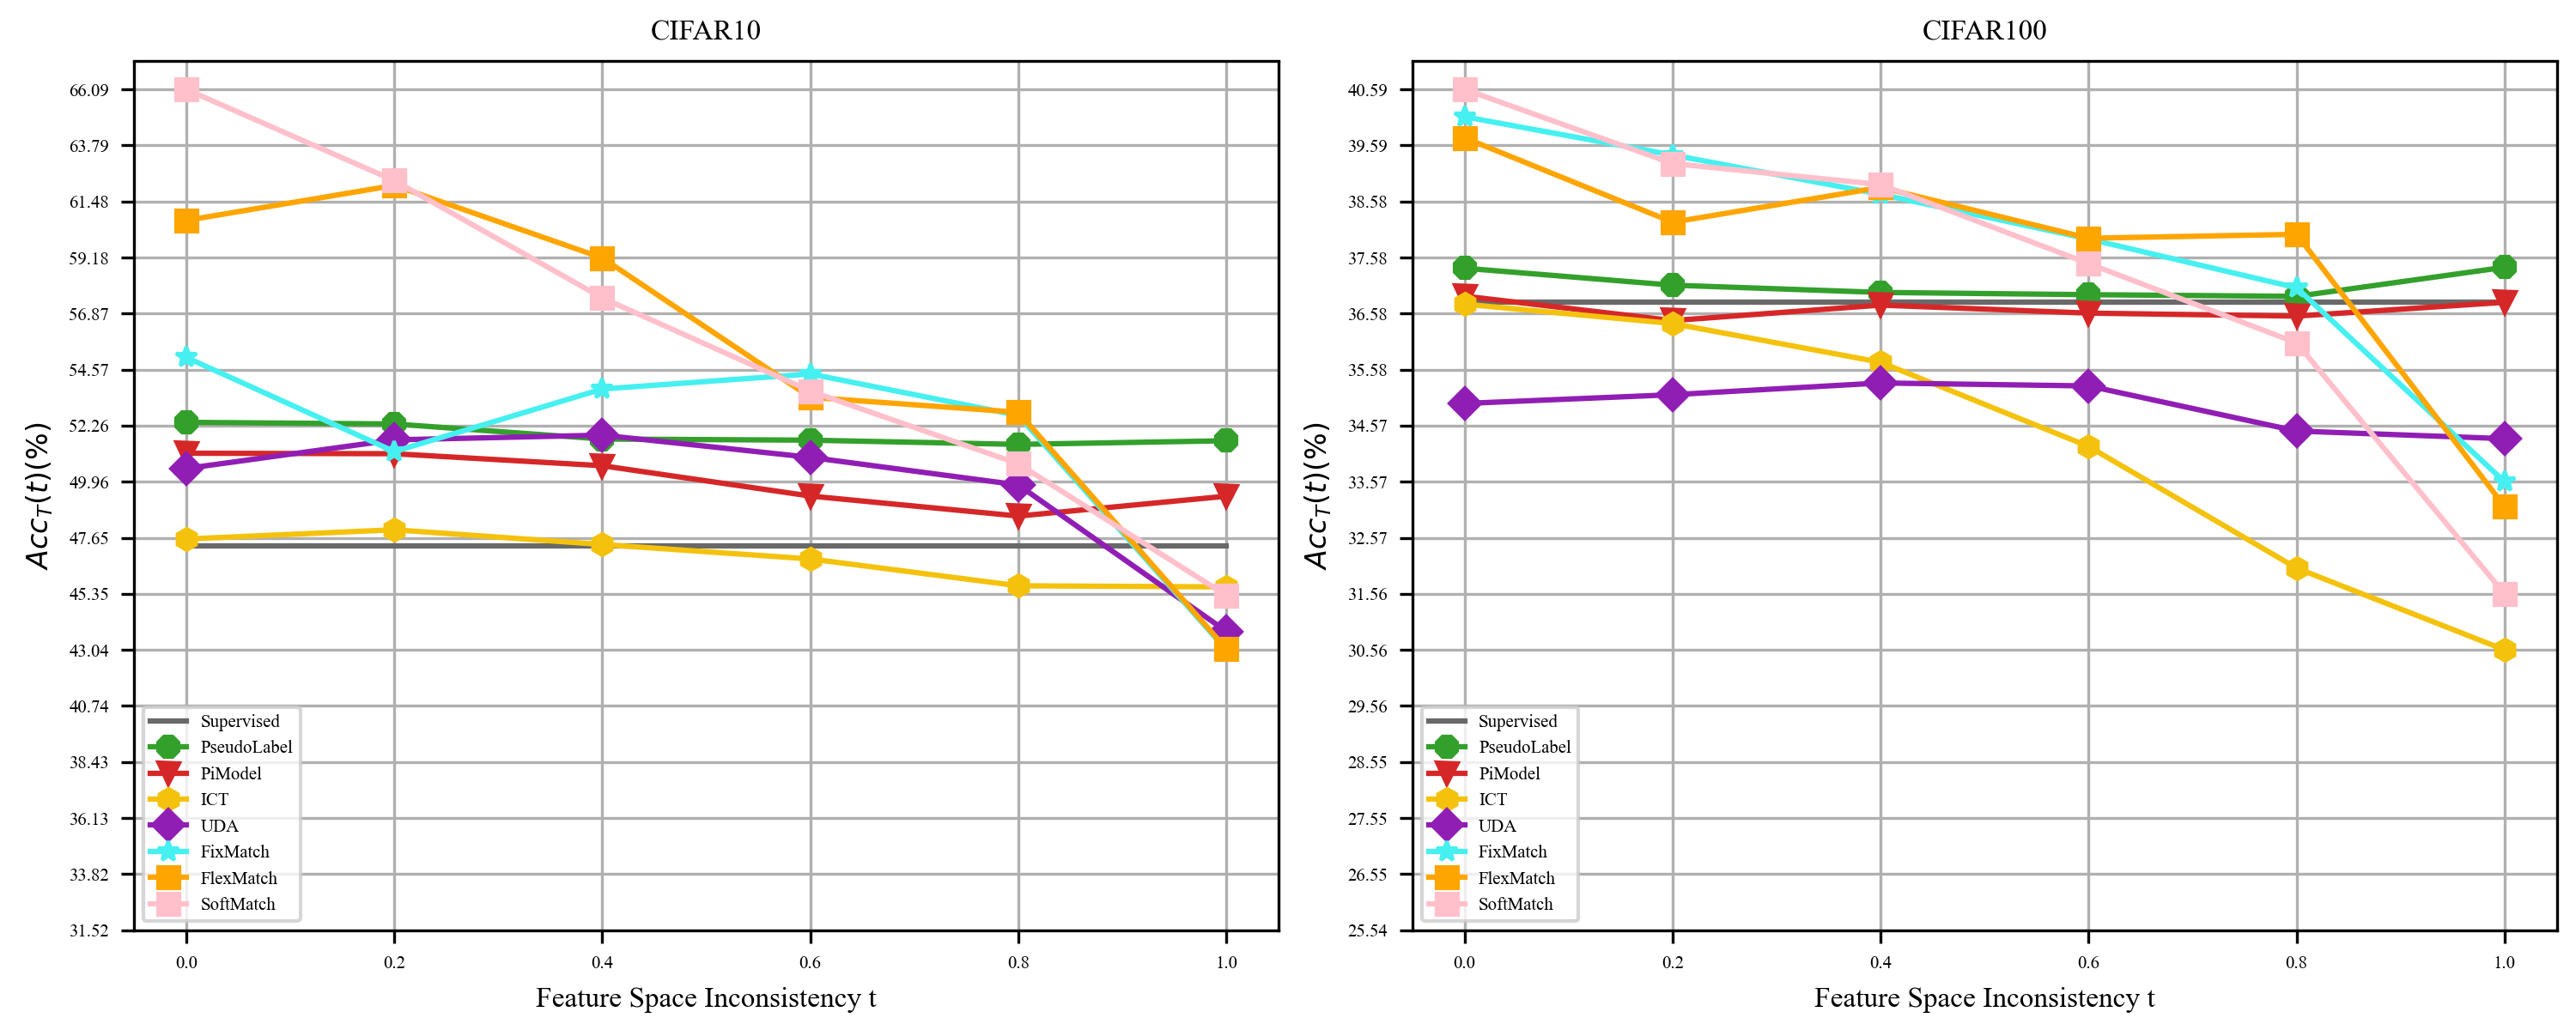 CIFAR10
66.09
63.79
61.48
59.18
56.87
54.57
52.26
49.96
47.65
45.35
43.04
40.74
38.43
36.13
33.82
31.52
Acc_T(t)(%)
Supervised
PseudoLabel
PiModel
ICT
UDA
FixMatch
FlexMatch
SoftMatch
0.0 0.2 0.4 0.6 0.8 1.0
Feature Space Inconsistency t
CIFAR100
40.59
39.59
38.58
37.58
36.58
35.58
34.57
33.57
32.57
31.56
30.56
29.56
28.55
27.55
26.55
25.54
Acc_T(t)(%)
Supervised
PseudoLabel
PiModel
ICT
UDA
FixMatch
FlexMatch
SoftMatch
0.0 0.2 0.4 0.6 0.8 1.0
Feature Space Inconsistency t